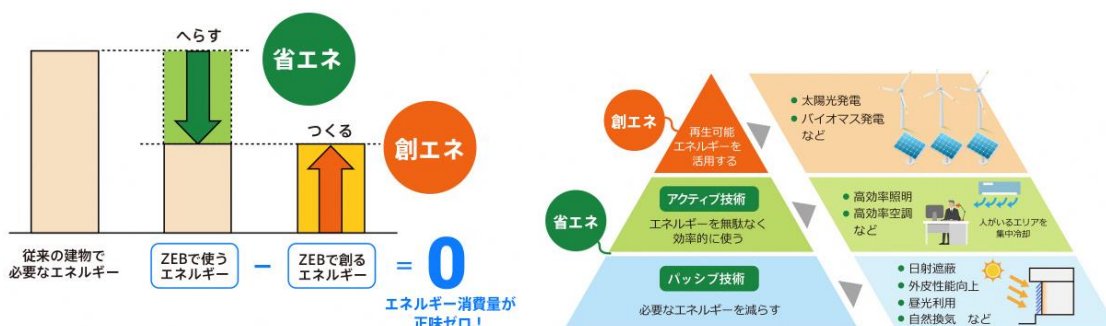 へらす
省エネ
つくる
創エネ
従来の建物で
必要なエネルギー
ZEBで使う
エネルギー
−
ZEBで創る
エネルギー
=
0
エネルギー消費量が
正味ゼロ!
創エネ
再生可能
エネルギーを
活用する
● 太陽光発電
● バイオマス発電
など
省エネ
アクティブ技術
エネルギーを無駄なく
効率的に使う
● 高効率照明
● 高効率空調
など
人がいるエリアを
集中冷却
パッシブ技術
必要なエネルギーを減らす
● 日射遮蔽
● 外皮性能向上
● 昼光利用
● 自然換気 など